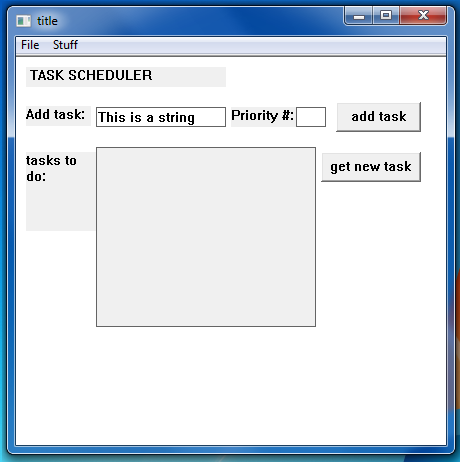 title
File Stuff
TASK SCHEDULER
Add task: This is a string Priority #: add task
tasks to do: get new task